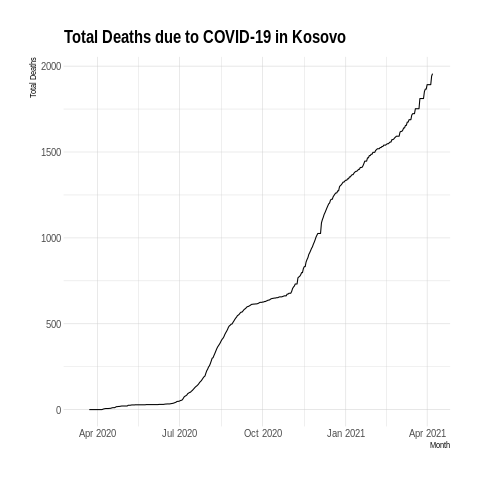 Total Deaths due to COVID-19 in Kosovo
Total Deaths
2000
1500
1000
500
0
Apr 2020 Jul 2020 Oct 2020 Jan 2021 Apr 2021
Month